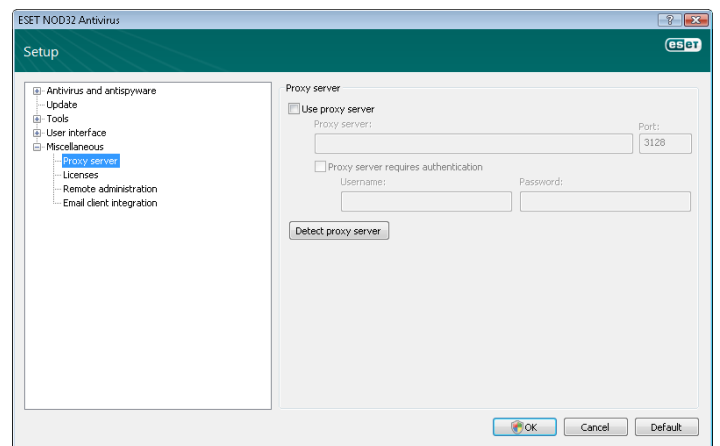 ESET NOD32 Antivirus
Setup
eset
Antivirus and antispyware
Update
Tools
User interface
Miscellaneous
Proxy server
Licenses
Remote administration
Email client integration
Proxy server
Use proxy server
Proxy server:
Port:
3128
Proxy server requires authentication
Username:
Password:
Detect proxy server
OK
Cancel
Default